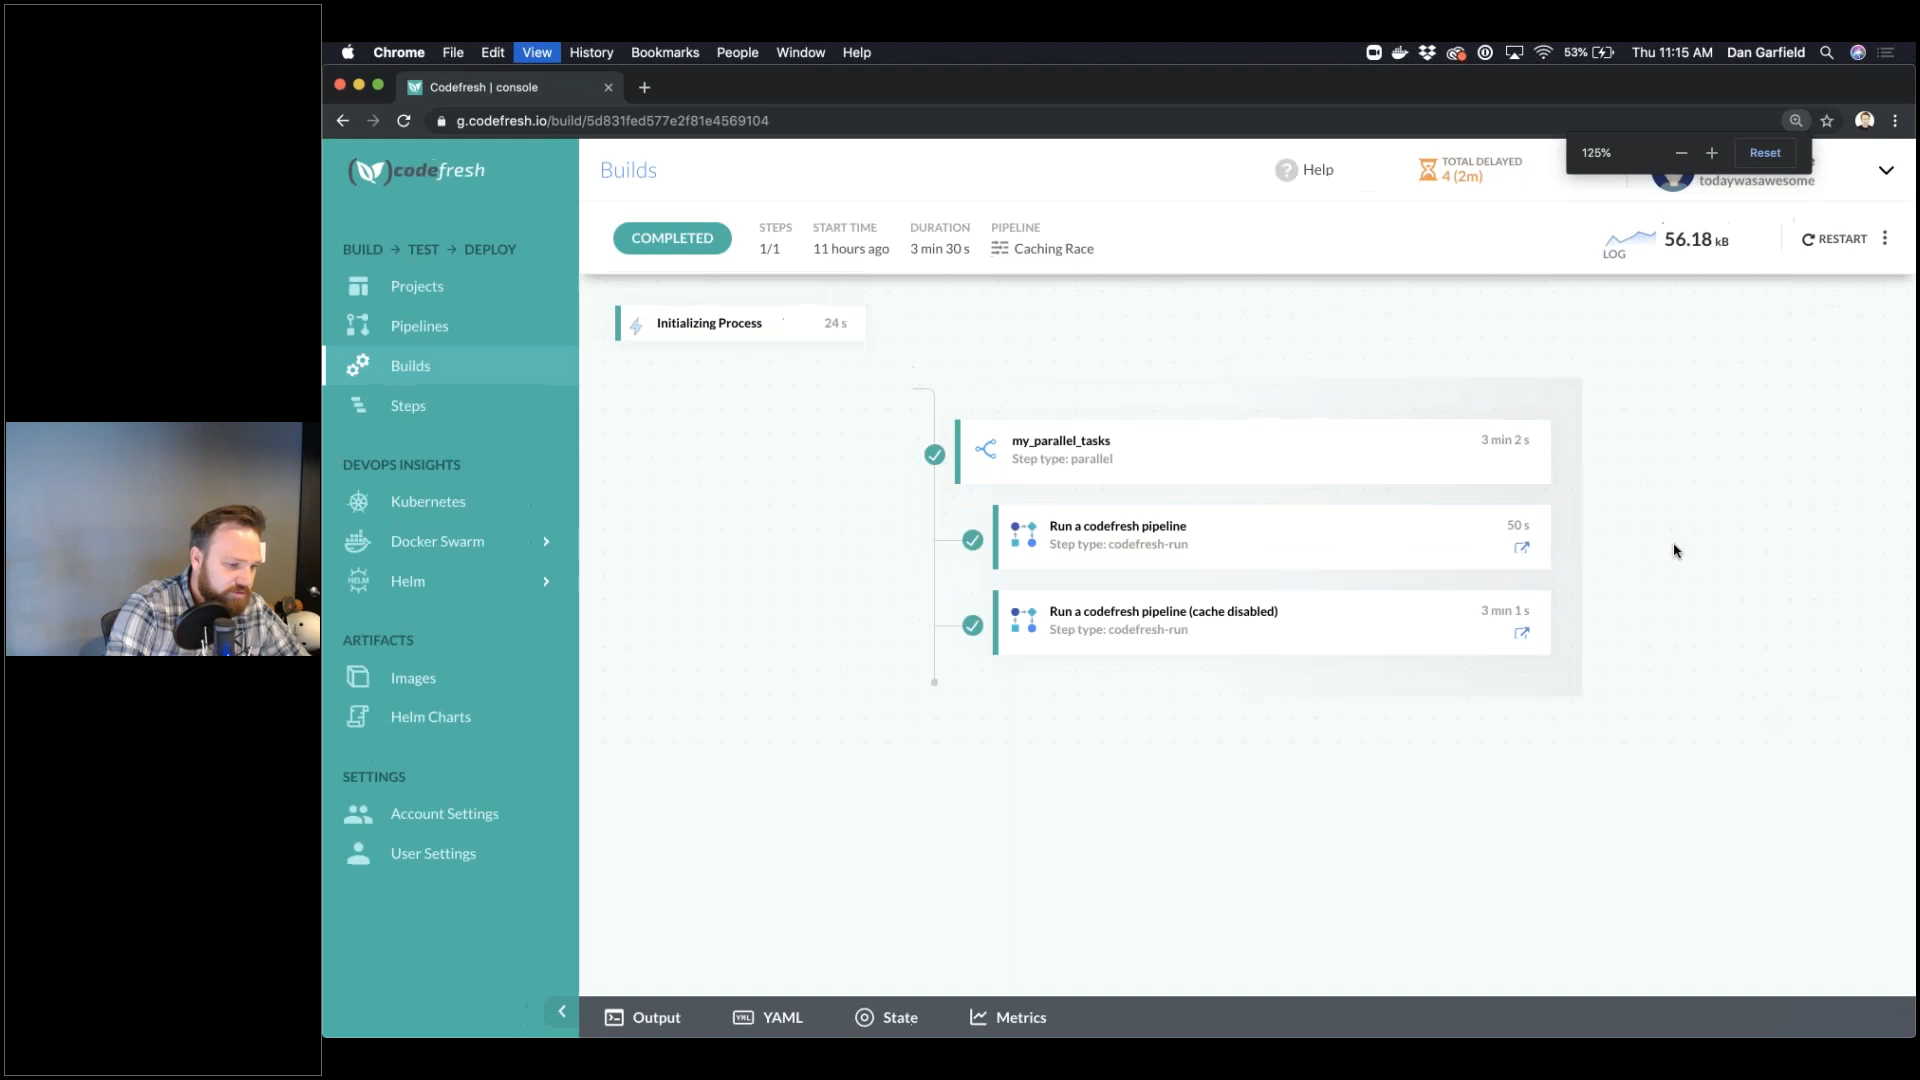 Chrome File Edit View History Bookmarks People Window Help 53% Thu 11:15 AM Dan Garfield
Codefresh | console
g.codefresh.io/build/5d831fed577e2f81e4569104
125% Reset
codefresh
Builds
Help
TOTAL DELAYED
4 (2m)
todaywasawesome
COMPLETED
STEPS
1/1
START TIME
11 hours ago
DURATION
3 min 30 s
PIPELINE
Caching Race
LOG
56.18 kB
RESTART
BUILD → TEST → DEPLOY
Projects
Pipelines
Builds
Steps
DEVOPS INSIGHTS
Kubernetes
Docker Swarm
HELM
Helm
ARTIFACTS
Images
Helm Charts
SETTINGS
Account Settings
User Settings
Initializing Process 24 s
my_parallel_tasks 3 min 2 s
Step type: parallel
Run a codefresh pipeline 50 s
Step type: codefresh-run
Run a codefresh pipeline (cache disabled) 3 min 1 s
Step type: codefresh-run
Output
YML YAML
State
Metrics